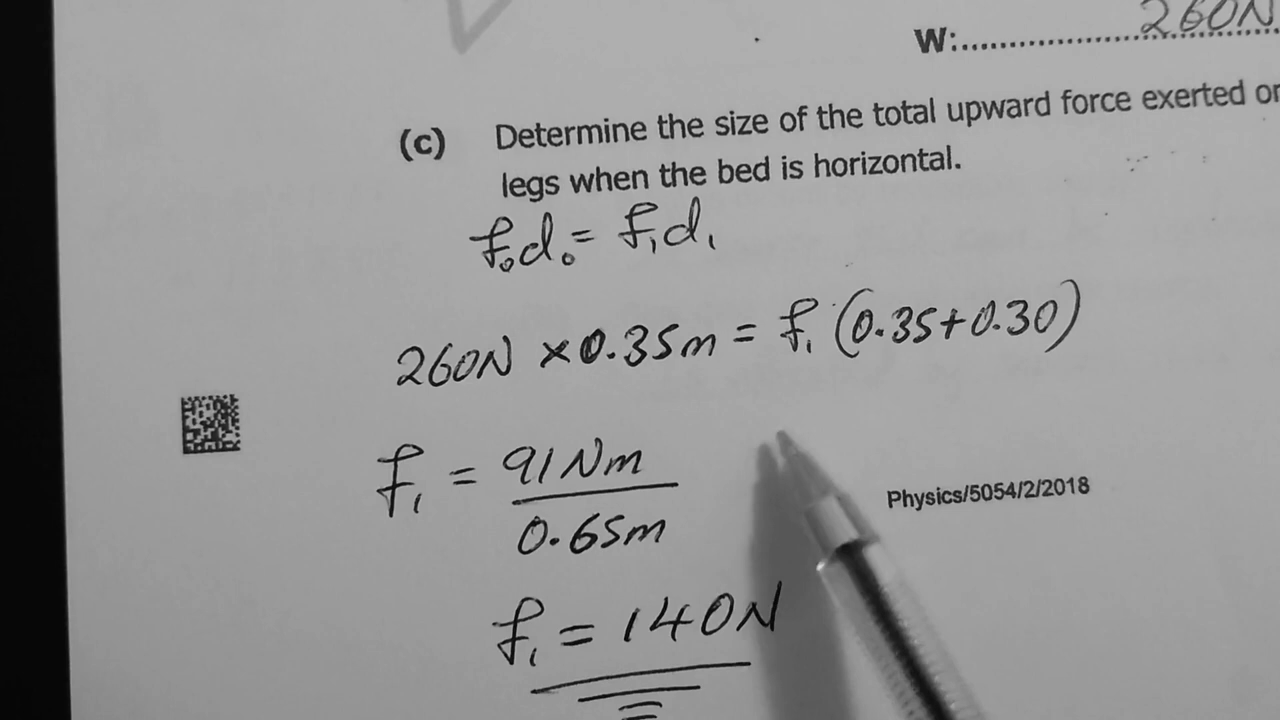 W:........................260N
(c) Determine the size of the total upward force exerted on
legs when the bed is horizontal.
f₀d₀ = f₁d₁
260N × 0.35m = f₁ (0.35+0.30)
f₁ = 91Nm
0.65m
Physics/5054/2/2018
f₁ = 140N